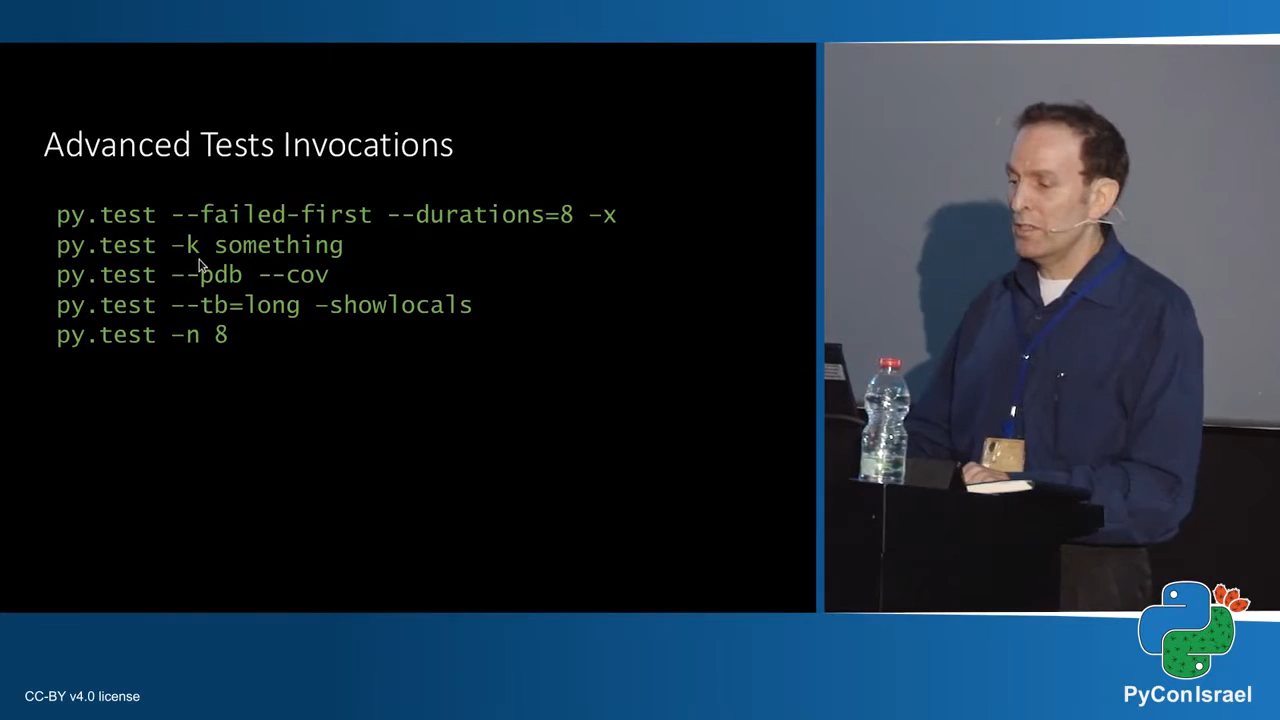 Advanced Tests Invocations
py.test --failed-first --durations=8 –x
py.test –k something
py.test --pdb --cov
py.test --tb=long –showlocals
py.test –n 8
PyConIsrael
CC-BY v4.0 license